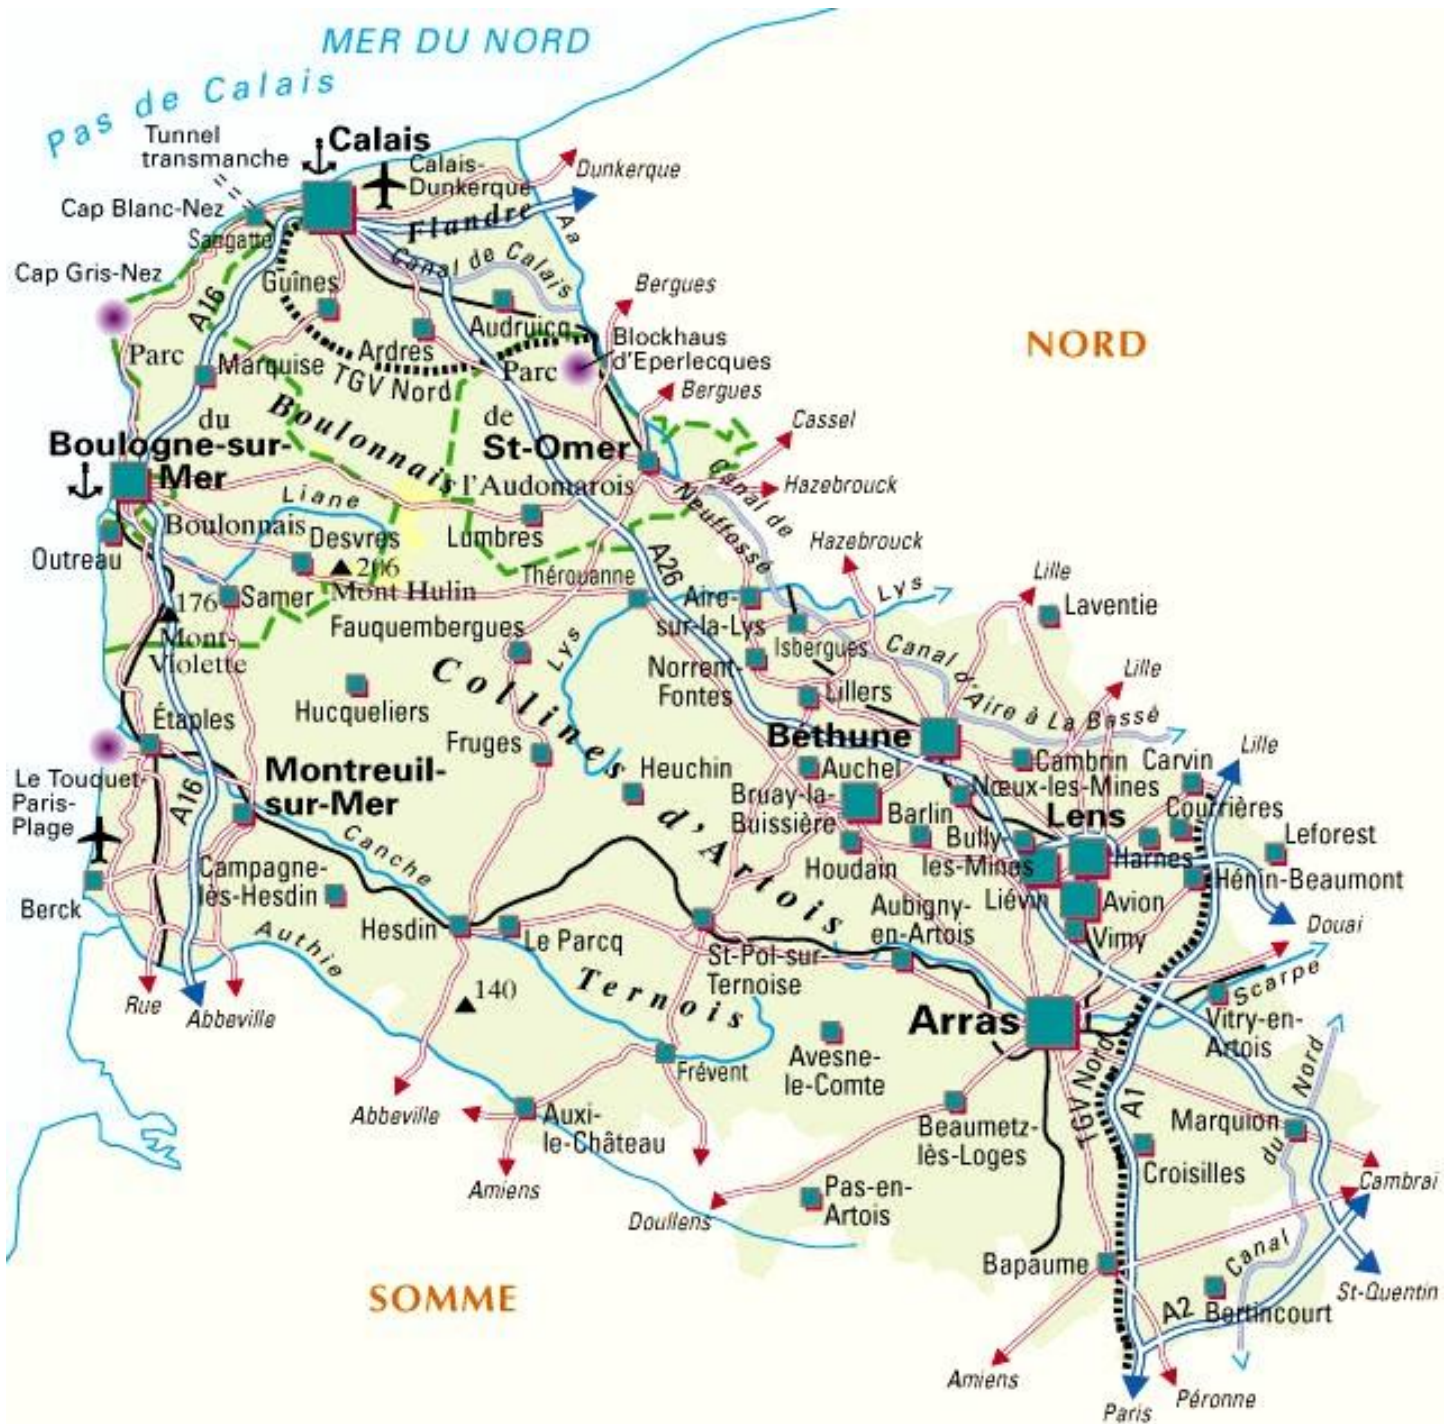 MER DU NORD
Pas de Calais
Tunnel
transmanche
Calais
Calais-
Dunkerque
Dunkerque
Cap Blanc-Nez
Sangatte
Flandre
Aa
Canal de Calais
Cap Gris-Nez
Guînes
A16
Bergues
Audruicq
Ardres
Blockhaus
d'Eperlecques
NORD
Parc
Marquise
TGV Nord
Parc
Bergues
du
Boulonnais
de
Cassel
Boulogne-sur-
Mer
St-Omer
l'Audomarois
Canal de
Neuffossé
Hazebrouck
Liane
Boulonnais
Desvres
Lumbres
Outreau
206
Mont Hulin
Thérouanne
A26
Hazebrouck
Lille
176
Samer
Mont-
Violette
Fauquembergues
Aire-
sur-la-Lys
Lys
Laventie
Isbergues
Lys
Norrent-
Fontes
Canal d'Aire à La Bassé
Lille
Collines d'Artois
Hucqueliers
Lillers
Étaples
Fruges
Béthune
Lille
Le Touquet-
Paris-
Plage
A16
Montreuil-
sur-Mer
Heuchin
Auchel
Cambrin
Carvin
Bruay-la-
Buissière
Nœux-les-Mines
Barlin
Lens
Courrières
Canche
Houdain
Bully-
les-Mines
Harnes
Leforest
Campagne-
lès-Hesdin
Liévin
Avion
Hénin-Beaumont
Berck
Hesdin
Le Parcq
Aubigny-
en-Artois
Vimy
Douai
Authie
St-Pol-sur-
Ternoise
Ternois
Scarpe
Rue
Abbeville
140
Arras
Vitry-en-
Artois
Avesne-
le-Comte
Frévent
TGV Nord
A1
Nord
Abbeville
Auxi-
le-Château
Beaumetz-
lès-Loges
Marquion
du
Croisilles
Cambrai
Amiens
Doullens
Pas-en-
Artois
Canal
Bapaume
SOMME
A2
Bertincourt
St-Quentin
Amiens
Péronne
Paris